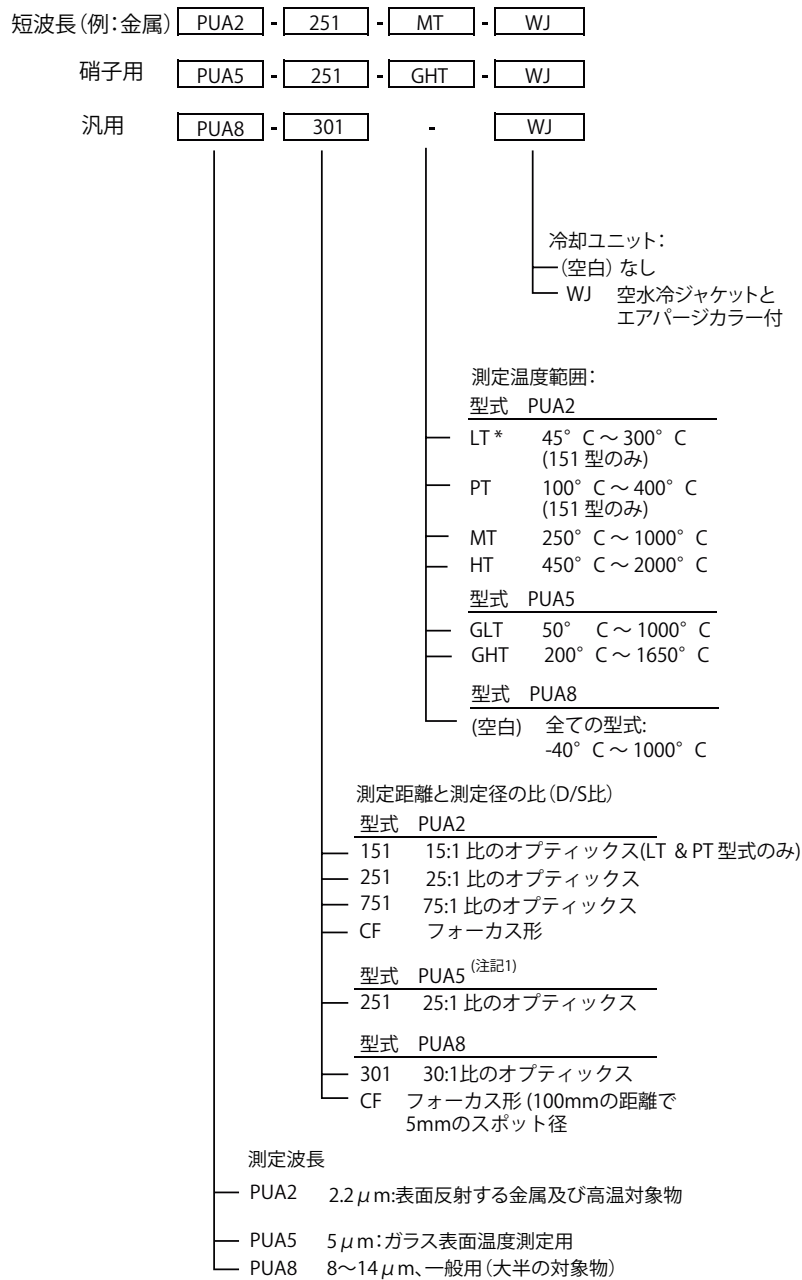 短波長(例:金属) PUA2 - 251 - MT - WJ
硝子用 PUA5 - 251 - GHT - WJ
汎用 PUA8 - 301 - WJ
冷却ユニット:
(空白) なし
WJ 空水冷ジャケットと
エアパージカラー付
測定温度範囲:
型式 PUA2
LT * 45°C～300°C
(151型のみ)
PT 100°C～400°C
(151型のみ)
MT 250°C～1000°C
HT 450°C～2000°C
型式 PUA5
GLT 50° C～1000°C
GHT 200°C～1650°C
型式 PUA8
(空白) 全ての型式:
-40°C～1000°C
測定距離と測定径の比(D/S比)
型式 PUA2
151 15:1 比のオプティックス(LT & PT 型式のみ)
251 25:1 比のオプティックス
751 75:1 比のオプティックス
CF フォーカス形
型式 PUA5 (注記1)
251 25:1 比のオプティックス
型式 PUA8
301 30:1比のオプティックス
CF フォーカス形 (100mmの距離で
5mmのスポット径
測定波長
PUA2 2.2μm:表面反射する金属及び高温対象物
PUA5 5μm:ガラス表面温度測定用
PUA8 8～14μm、一般用(大半の対象物)